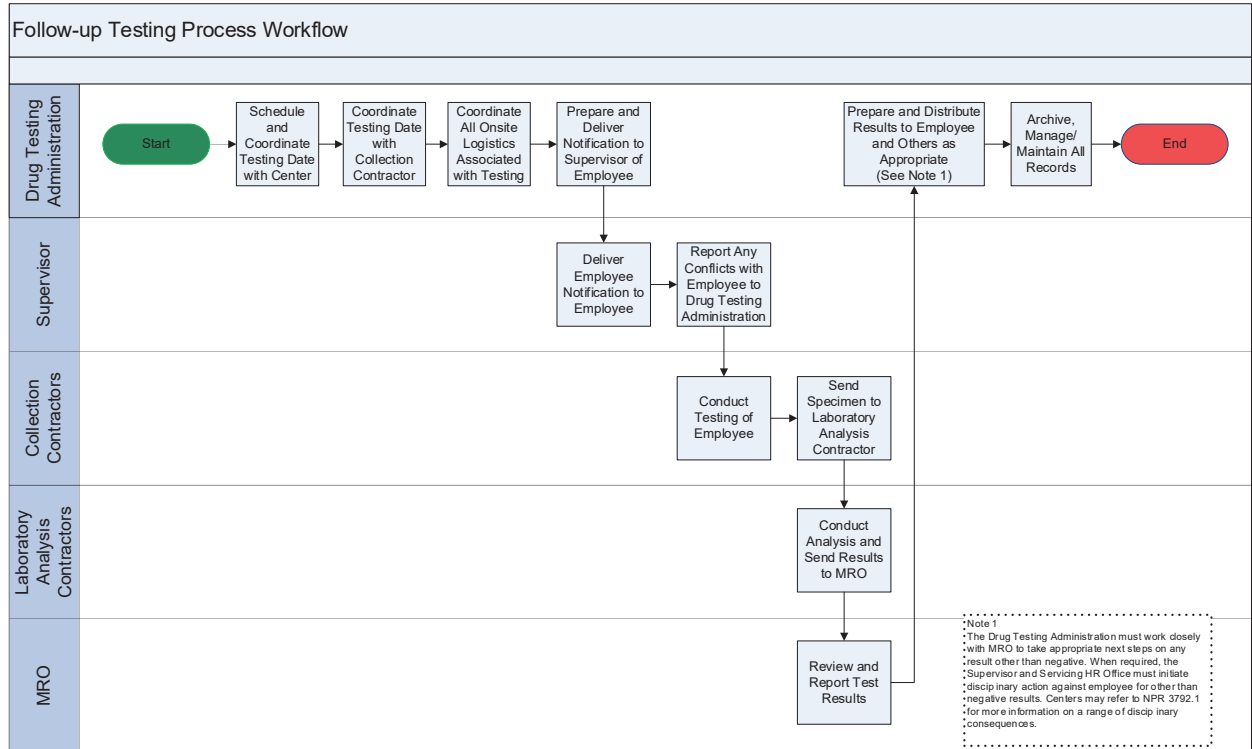 Follow-up Testing Process Workflow
Drug Testing
Administration
Start
Schedule
and
Coordinate
Testing Date
with Center
Coordinate
Testing Date
with
Collection
Contractor
Coordinate
All Onsite
Logistics
Associated
with Testing
Prepare and
Deliver
Notification to
Supervisor of
Employee
Prepare and Distribute
Results to Employee
and Others as
Appropriate
(See Note 1)
Archive,
Manage/
Maintain All
Records
End
Supervisor
Deliver
Employee
Notification to
Employee
Report Any
Conflicts with
Employee to
Drug Testing
Administration
Collection
Contractors
Conduct
Testing of
Employee
Send
Specimen to
Laboratory
Analysis
Contractor
Laboratory
Analysis
Contractors
Conduct
Analysis and
Send Results
to MRO
MRO
Review and
Report Test
Results
Note 1
The Drug Testing Administration must work closely
with MRO to take appropriate next steps on any
result other than negative. When required, the
Supervisor and Servicing HR Office must initiate
discip inary action against employee for other than
negative results. Centers may refer to NPR 3792.1
for more information on a range of discip inary
consequences.